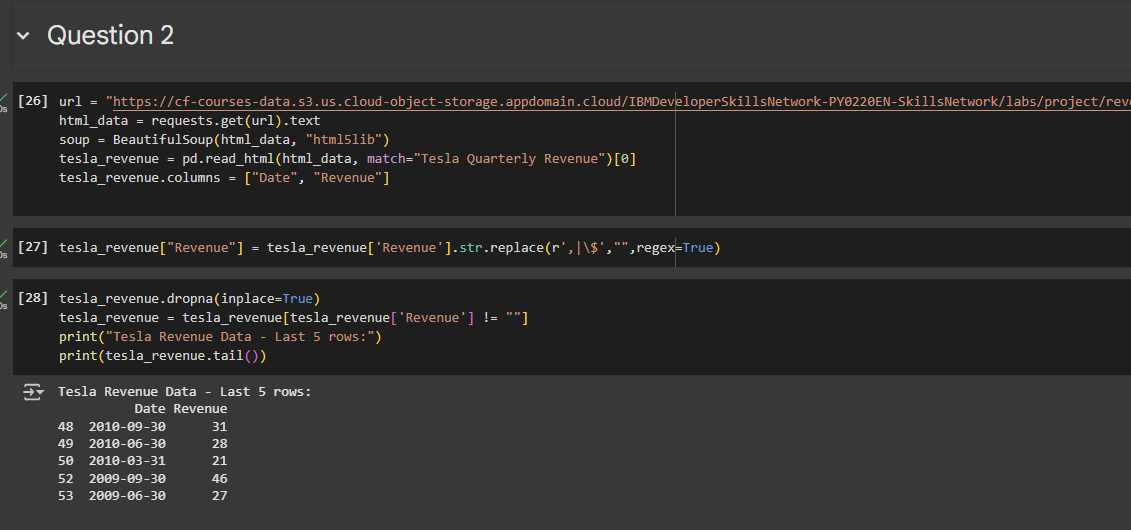 Question 2
[26] url = "https://cf-courses-data.s3.us.cloud-object-storage.appdomain.cloud/IBMDeveloperSkillsNetwork-PY0220EN-SkillsNetwork/labs/project/reve
html_data = requests.get(url).text
soup = BeautifulSoup(html_data, "html5lib")
tesla_revenue = pd.read_html(html_data, match="Tesla Quarterly Revenue")[0]
tesla_revenue.columns = ["Date", "Revenue"]
0s
[27] tesla_revenue["Revenue"] = tesla_revenue['Revenue'].str.replace(r',|\$',"",regex=True)
0s
[28] tesla_revenue.dropna(inplace=True)
0s
tesla_revenue = tesla_revenue[tesla_revenue['Revenue'] != ""]
print("Tesla Revenue Data - Last 5 rows:")
print(tesla_revenue.tail())
Tesla Revenue Data - Last 5 rows:
Date Revenue
48 2010-09-30 31
49 2010-06-30 28
50 2010-03-31 21
52 2009-09-30 46
53 2009-06-30 27